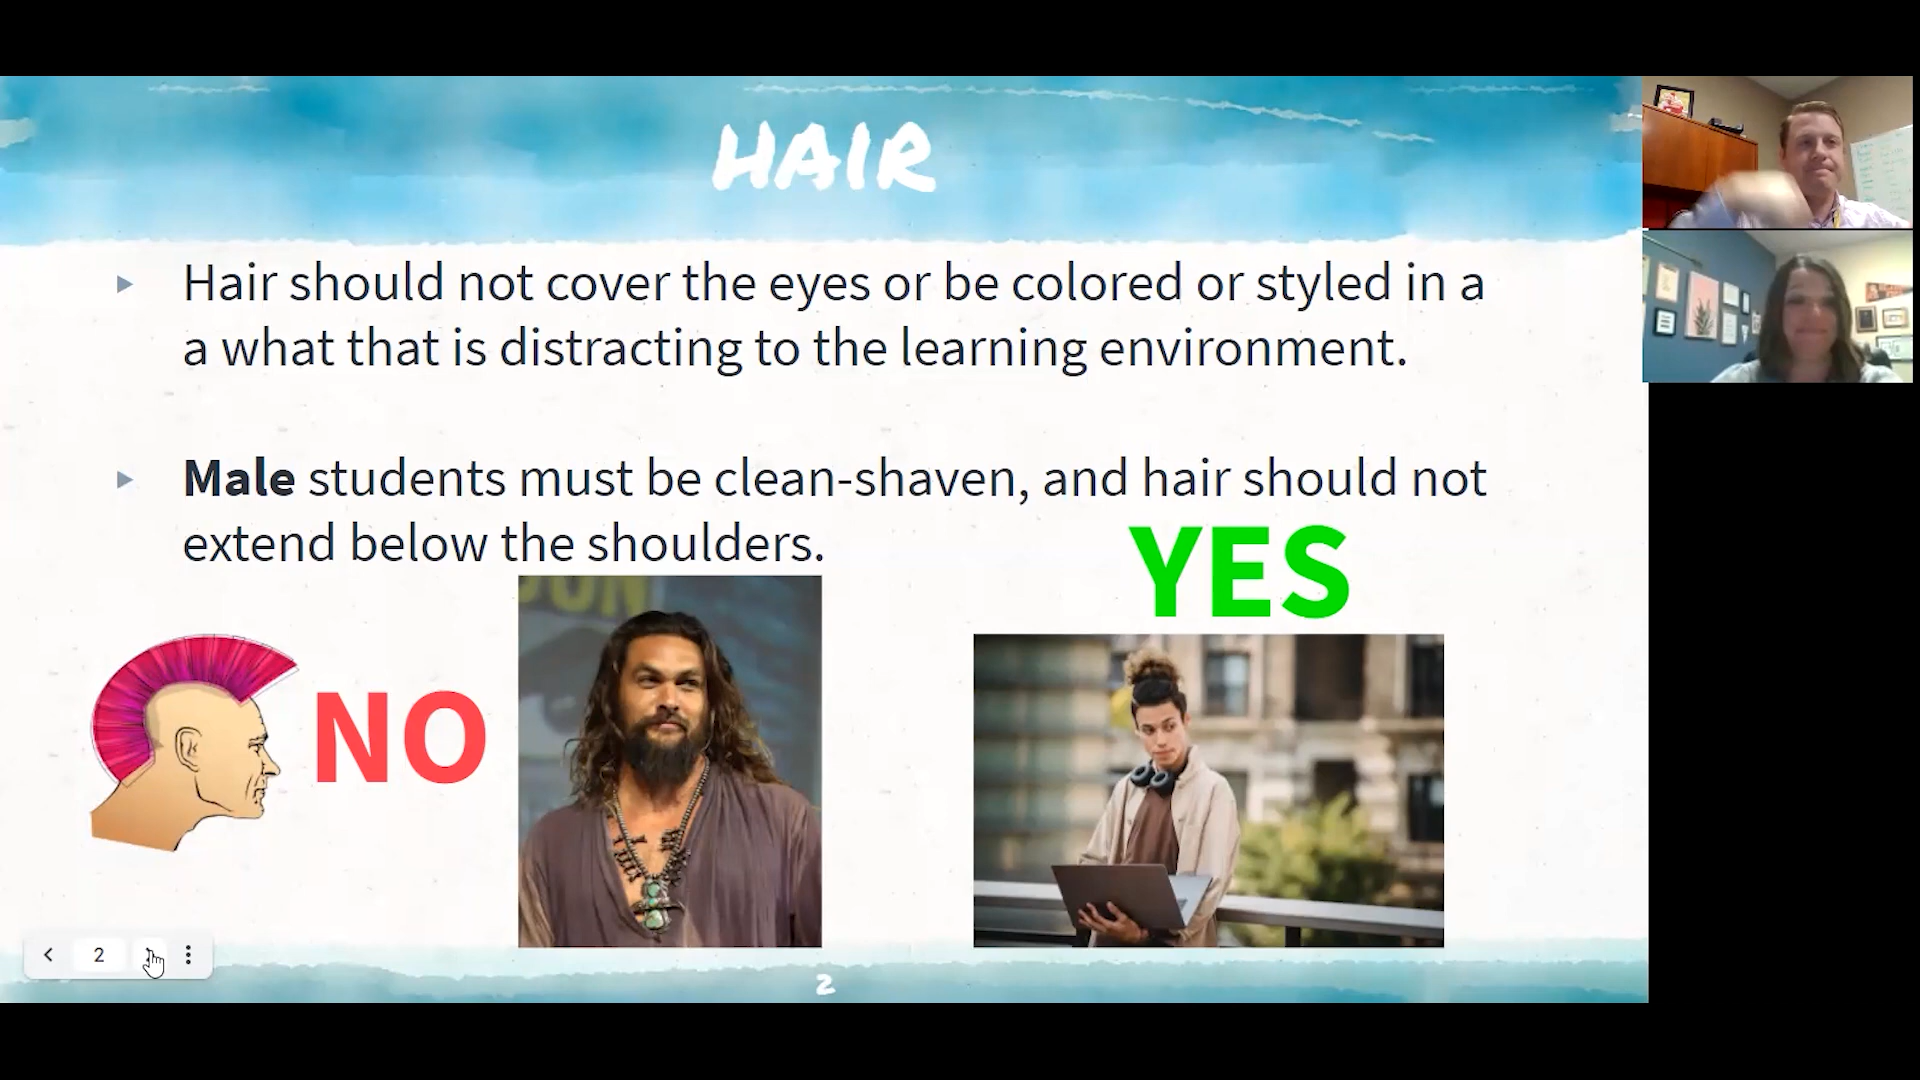 HAIR
Hair should not cover the eyes or be colored or styled in a
a what that is distracting to the learning environment.
Male students must be clean-shaven, and hair should not
extend below the shoulders.
YES
NO
2
2